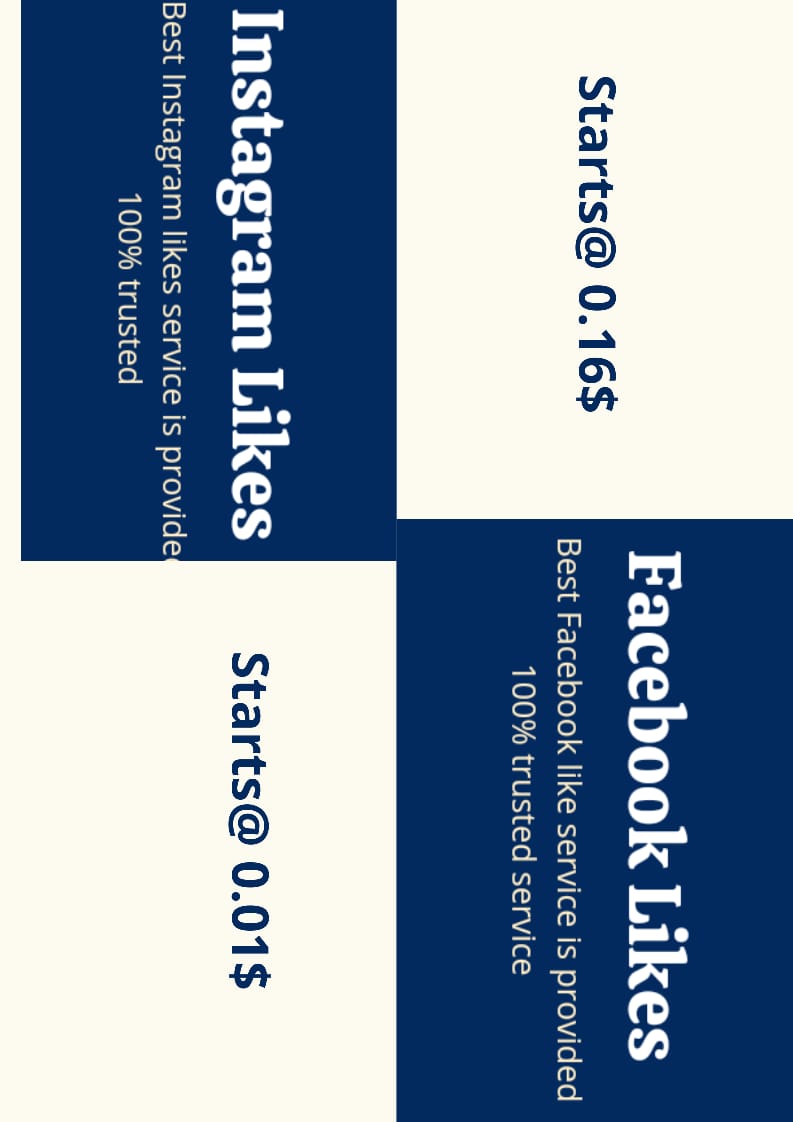 Starts@ 0.16$
Facebook Likes
Best Facebook like service is provided
100% trusted service
Instagram Likes
Best Instagram likes service is provided
100% trusted
Starts@ 0.01$